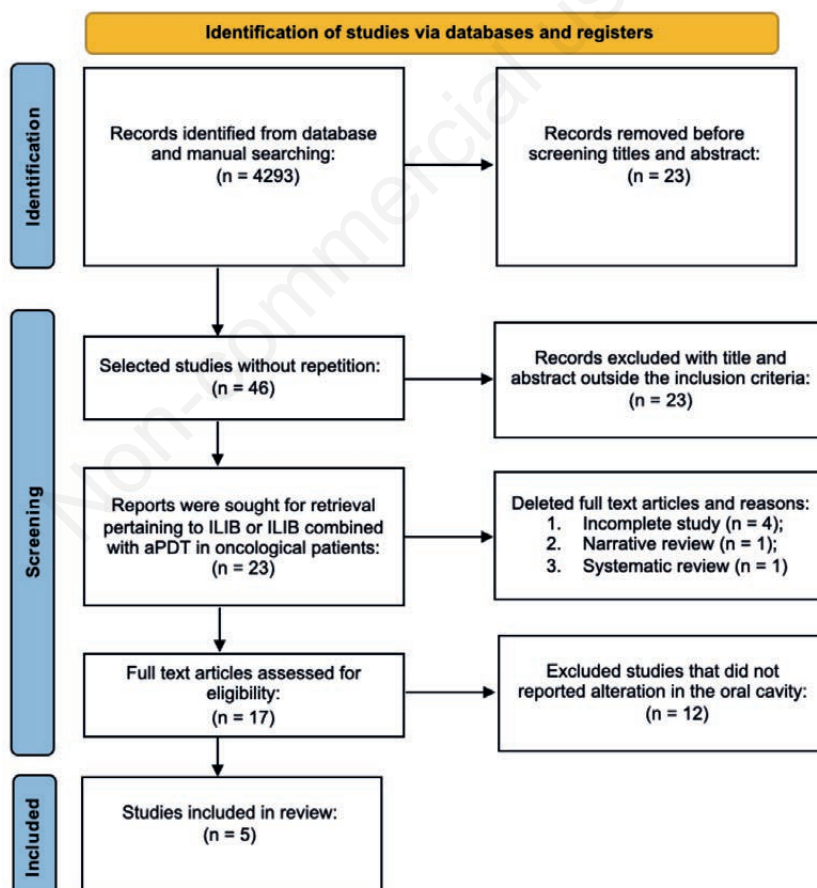 Identification of studies via databases and registers
Identification
Records identified from database
and manual searching:
(n = 4293)
Records removed before
screening titles and abstract:
(n = 23)
Screening
Selected studies without repetition:
(n = 46)
Records excluded with title and
abstract outside the inclusion criteria:
(n = 23)
Reports were sought for retrieval
pertaining to ILIB or ILIB combined
with aPDT in oncological patients:
(n = 23)
Deleted full text articles and reasons:
1. Incomplete study (n = 4);
2. Narrative review (n = 1);
3. Systematic review (n = 1)
Full text articles assessed for
eligibility:
(n = 17)
Excluded studies that did not
reported alteration in the oral cavity:
(n = 12)
Included
Studies included in review:
(n = 5)
Non-commercial us